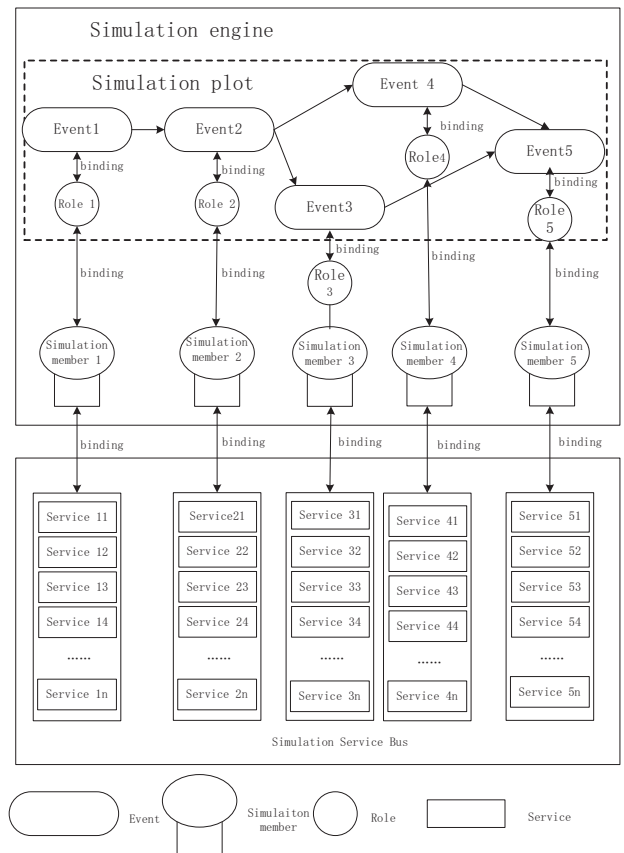 Simulation engine
Simulation plot
Event 4
Event1
Event2
binding
Event5
Role4
binding
binding
binding
Role 1
Role 2
Event3
Role
5
binding
binding
binding
binding
binding
Role
3
Simulation
member 1
Simulation
member 2
Simulation
member 3
Simulation
member 4
Simulation
member 5
binding
binding
binding
binding
binding
Service 11
Service 12
Service 13
Service 14
......
Service 1n
Service21
Service 22
Service 23
Service 24
......
Service 2n
Service 31
Service 32
Service 33
Service 34
......
Service 3n
Service 41
Service 42
Service 43
Service 44
......
Service 4n
Service 51
Service 52
Service 53
Service 54
......
Service 5n
Simulation Service Bus
Event
Simulaiton
member
Role
Service